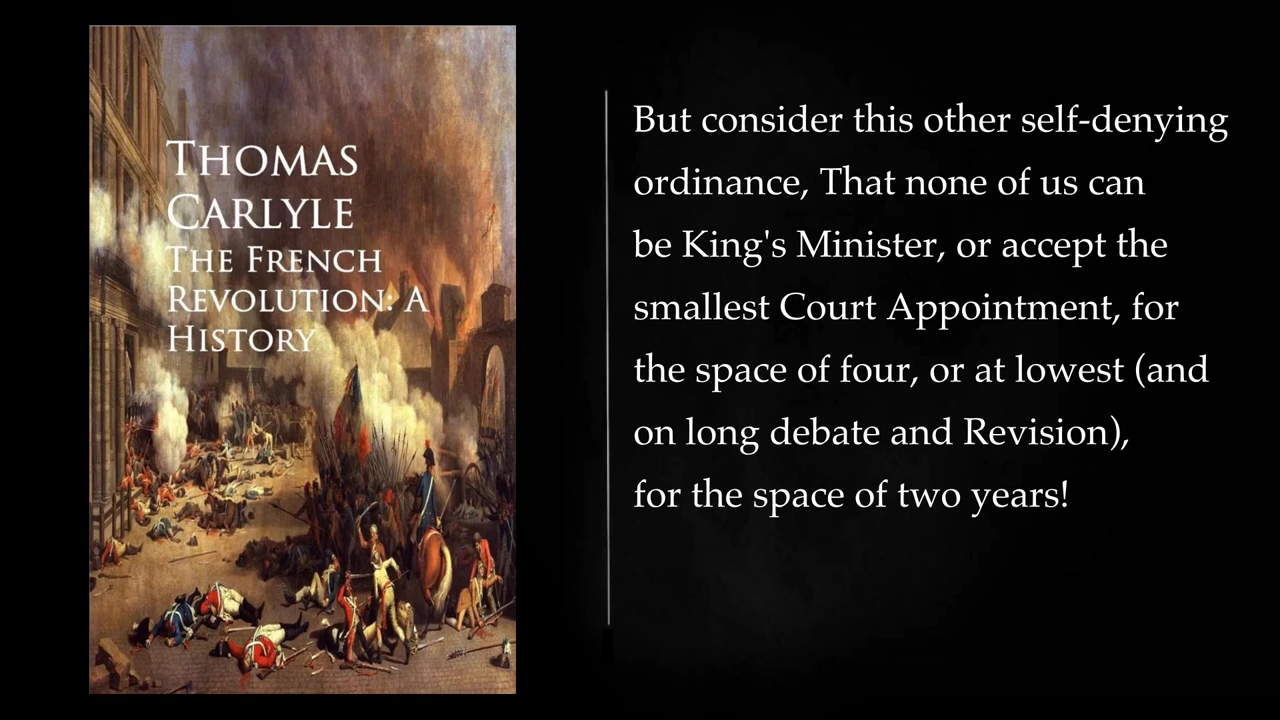 THOMAS
CARLYLE
THE FRENCH
REVOLUTION: A
HISTORY
But consider this other self-denying
ordinance, That none of us can
be King's Minister, or accept the
smallest Court Appointment, for
the space of four, or at lowest (and
on long debate and Revision),
for the space of two years!